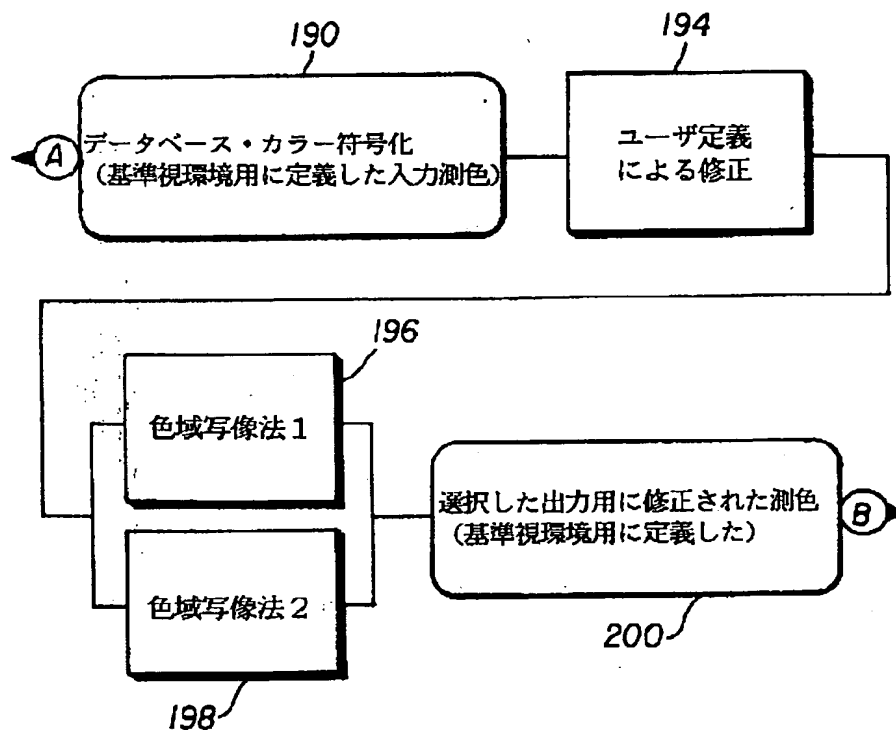 190
194
A
データベース・カラー符号化
(基準視環境用に定義した入力測色)
ユーザ定義
による修正
196
色域写像法1
色域写像法2
198
選択した出力用に修正された測色
(基準視環境用に定義した)
B
200